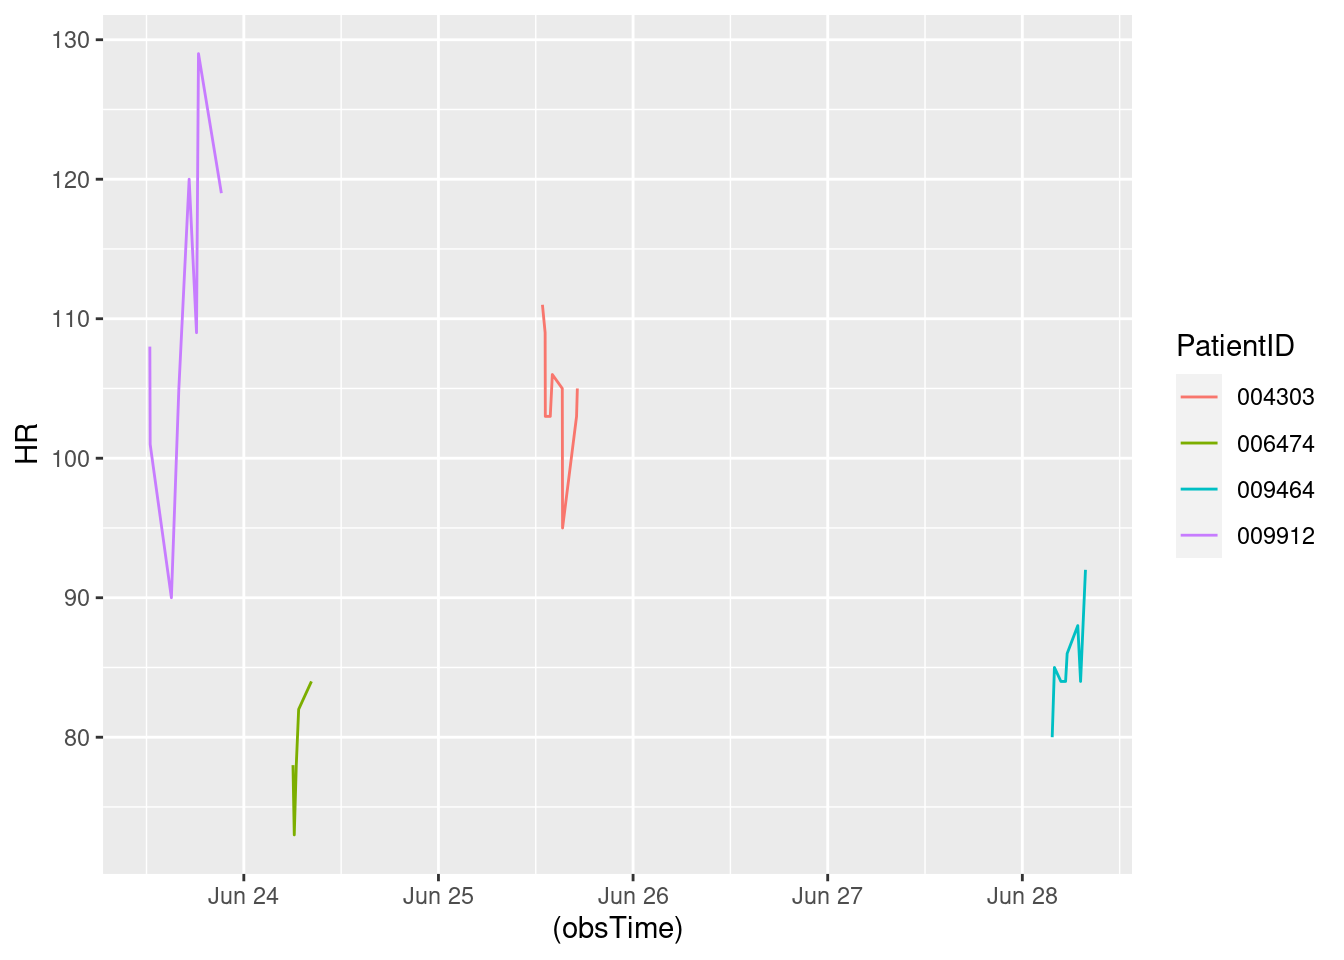 130
120
110
100
90
80
HR
Jun 24
Jun 25
Jun 26
Jun 27
Jun 28
(obsTime)
PatientID
004303
006474
009464
009912